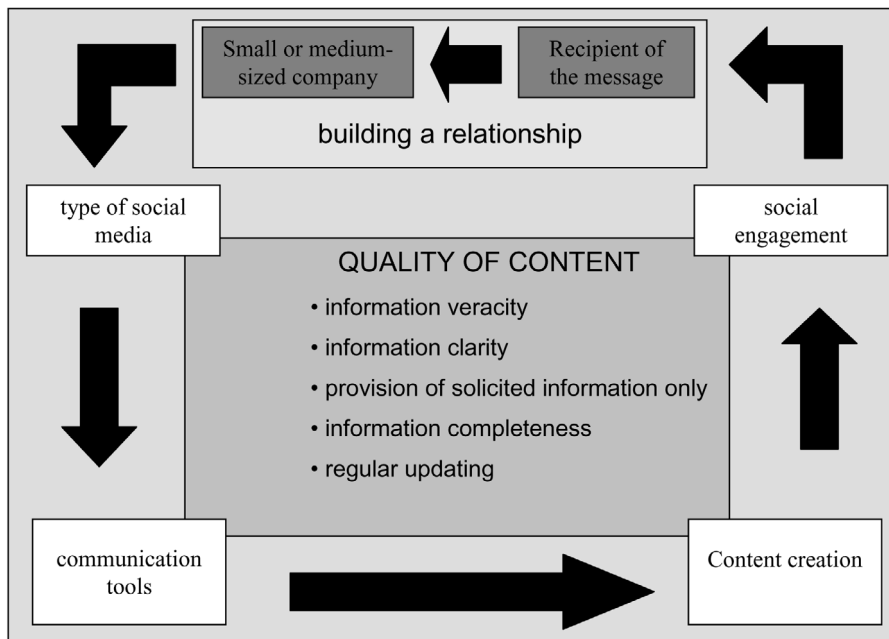 Small or medium-
sized company
Recipient of
the message
building a relationship
type of social
media
social
engagement
QUALITY OF CONTENT
• information veracity
• information clarity
• provision of solicited information only
• information completeness
• regular updating
communication
tools
Content creation